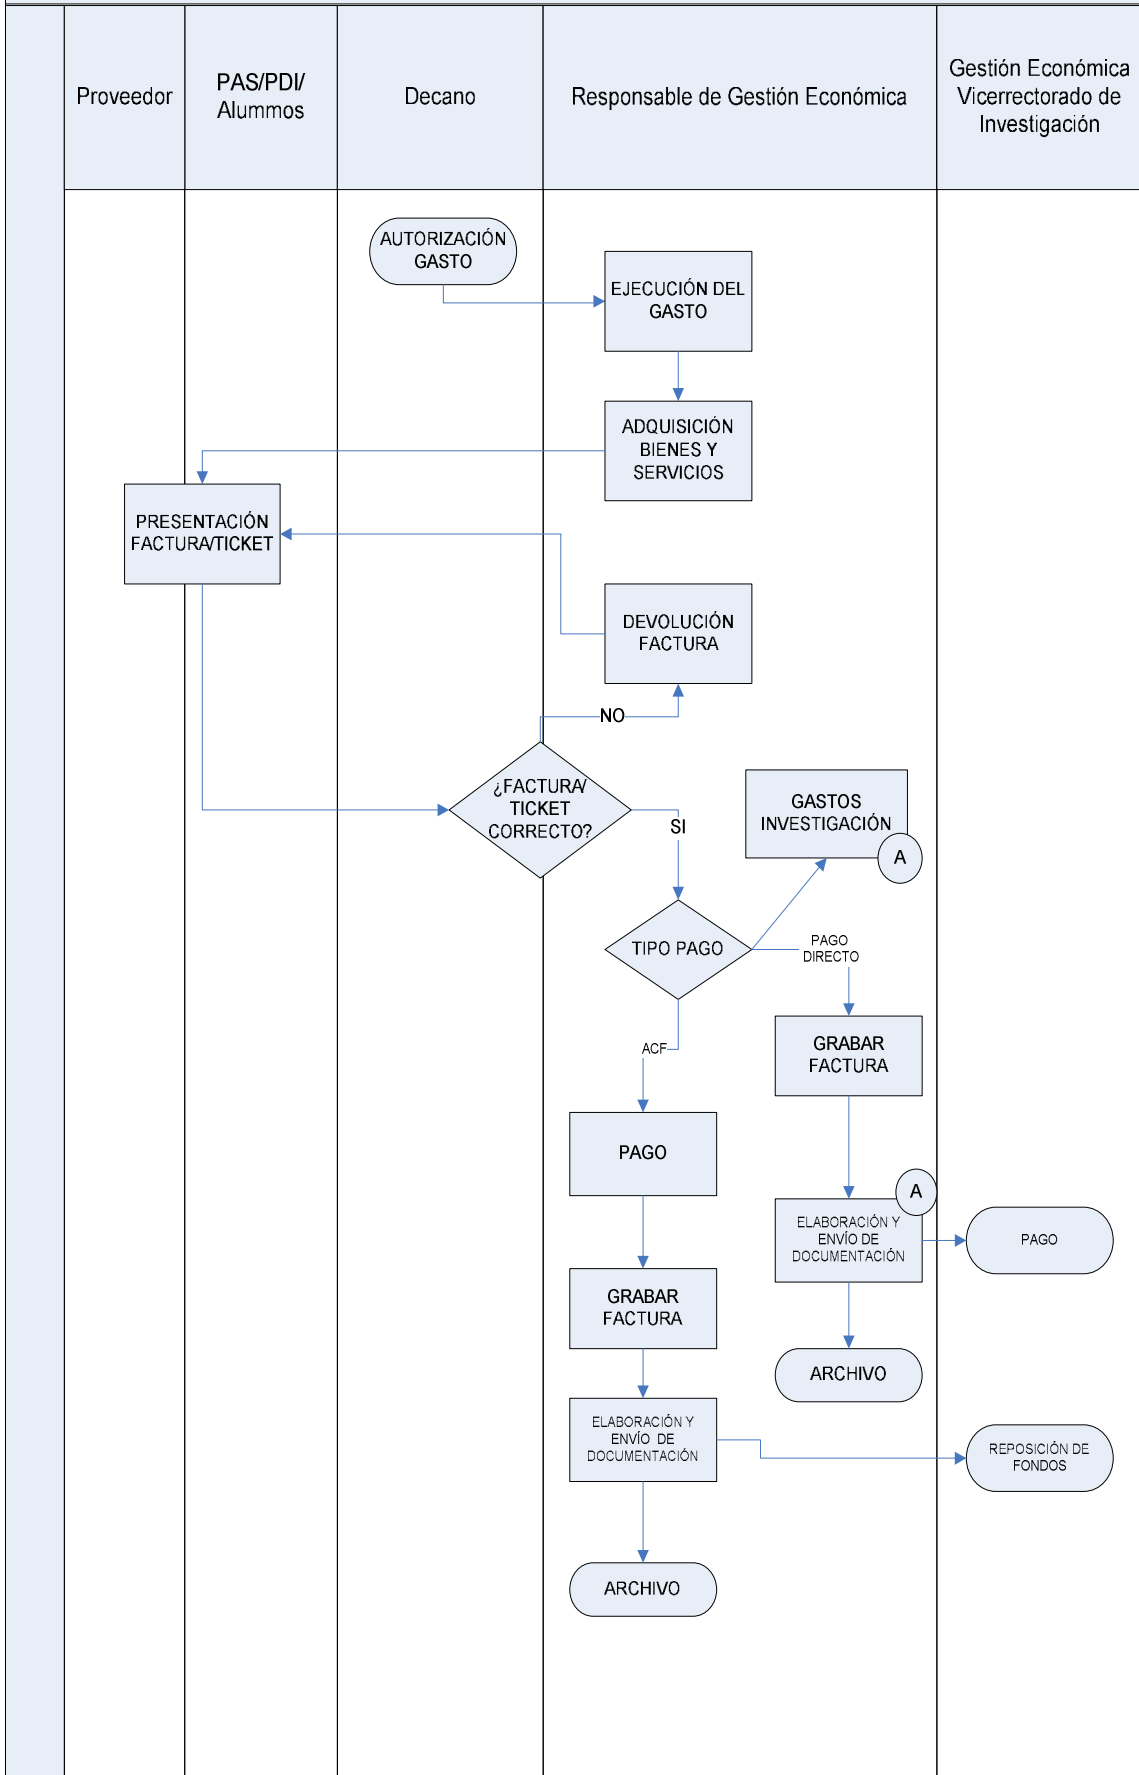 Proveedor
PAS/PDI/
Alummos
Decano
Responsable de Gestión Económica
Gestión Económica
Vicerrectorado de
Investigación
AUTORIZACIÓN
GASTO
EJECUCIÓN DEL
GASTO
ADQUISICIÓN
BIENES Y
SERVICIOS
PRESENTACIÓN
FACTURA/TICKET
DEVOLUCIÓN
FACTURA
NO
¿FACTURA/
TICKET
CORRECTO?
SI
GASTOS
INVESTIGACIÓN
A
TIPO PAGO
PAGO
DIRECTO
ACF
GRABAR
FACTURA
PAGO
A
ELABORACIÓN Y
ENVÍO DE
DOCUMENTACIÓN
PAGO
GRABAR
FACTURA
ARCHIVO
ELABORACIÓN Y
ENVÍO DE
DOCUMENTACIÓN
REPOSICIÓN DE
FONDOS
ARCHIVO